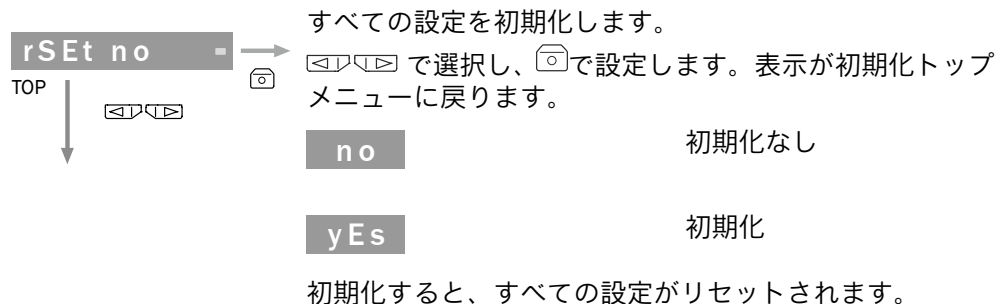 すべての設定を初期化します。
rSEt no -
TOP
で選択し、で設定します。表示が初期化トップ
メニューに戻ります。
no 初期化なし
yEs 初期化
初期化すると、すべての設定がリセットされます。